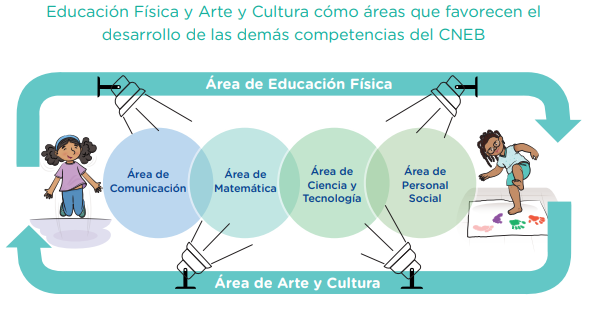 Educación Física y Arte y Cultura cómo áreas que favorecen el
desarrollo de las demás competencias del CNEB
Área de Educación Física
Área de
Comunicación
Área de
Matemática
Área de
Ciencia y
Tecnología
Área de
Personal
Social
Área de Arte y Cultura